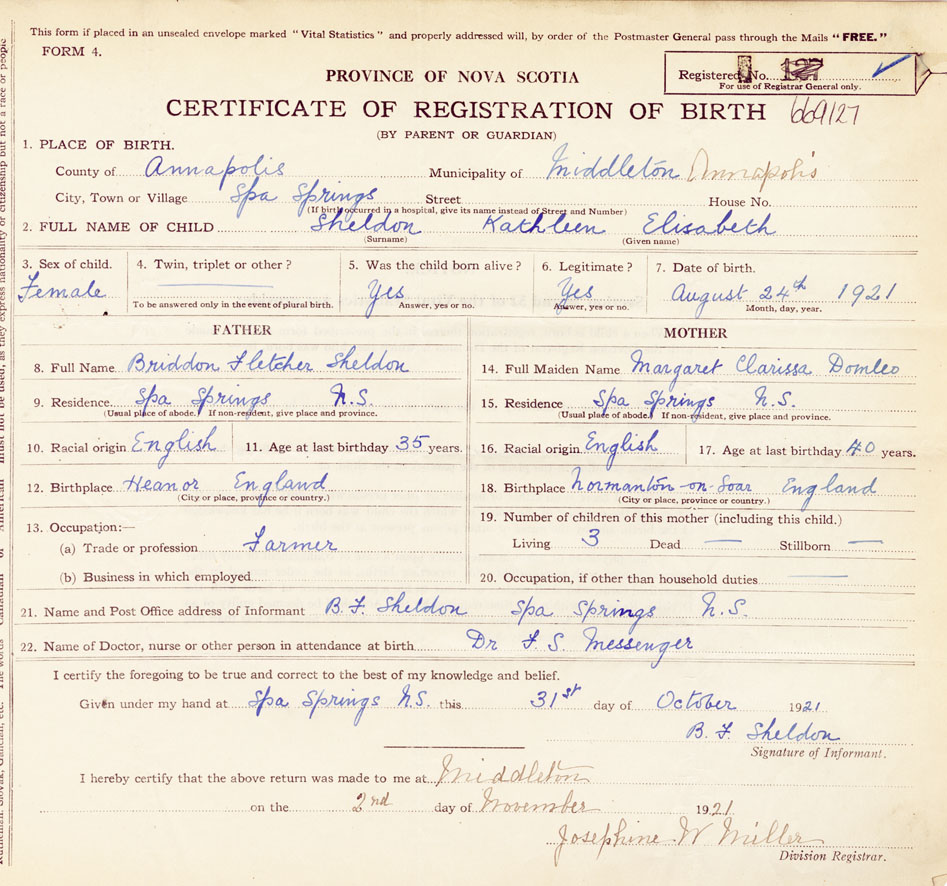 This form if placed in an unsealed envelope marked "Vital Statistics" and properly addressed will, by order of the Postmaster General pass through the Mails "FREE."
FORM 4.
PROVINCE OF NOVA SCOTIA
Registered No. 127
For use of Registrar General only.
CERTIFICATE OF REGISTRATION OF BIRTH 669127
(BY PARENT OR GUARDIAN)
1. PLACE OF BIRTH.
County of Annapolis Municipality of Middleton Annapolis
City, Town or Village Spa Springs Street House No.
(If birth occurred in a hospital, give its name instead of Street and Number)
2. FULL NAME OF CHILD Sheldon Kathleen Elisabeth
(Surname) (Given name)
3. Sex of child. 4. Twin, triplet or other? 5. Was the child born alive? 6. Legitimate? 7. Date of birth.
Female Yes Yes August 24th 1921
To be answered only in the event of plural birth. Answer, yes or no. Answer, yes or no. Month, day, year.
FATHER MOTHER
8. Full Name Briddon Fletcher Sheldon 14. Full Maiden Name Margaret Clarissa Domleo
9. Residence Spa Springs N.S. 15. Residence Spa Springs N.S.
(Usual place of abode. If non-resident, give place and province. (Usual place of abode. If non-resident, give place and province.
10. Racial origin English 11. Age at last birthday 35 years. 16. Racial origin English 17. Age at last birthday 40 years.
12. Birthplace Heanor England 18. Birthplace Normanton-on-Soar England
(City or place, province or country.) (City or place, province or country.)
13. Occupation:— 19. Number of children of this mother (including this child.)
(a) Trade or profession Farmer Living 3 Dead — Stillborn —
(b) Business in which employed 20. Occupation, if other than household duties —
21. Name and Post Office address of Informant B. F. Sheldon Spa Springs N.S.
22. Name of Doctor, nurse or other person in attendance at birth Dr F. S. Messenger
I certify the foregoing to be true and correct to the best of my knowledge and belief.
Given under my hand at Spa Springs N.S. this 31st day of October 1921
B. F. Sheldon
Signature of Informant.
I hereby certify that the above return was made to me at Middleton
on the 2nd day of November 1921
Josephine W Miller
Division Registrar.